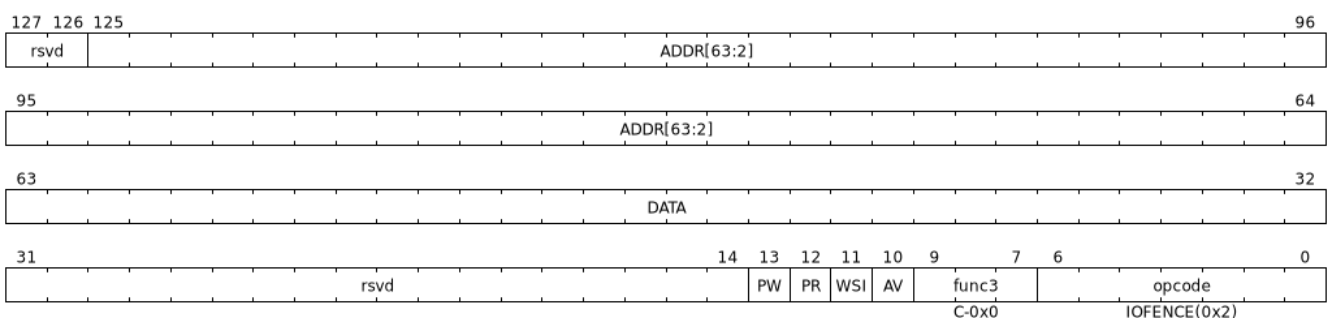 127 126 125 96
rsvd ADDR[63:2]
95 64
ADDR[63:2]
63 32
DATA
31 14 13 12 11 10 9 7 6 0
rsvd PW PR WSI AV func3 opcode
C-0x0 IOFENCE(0x2)